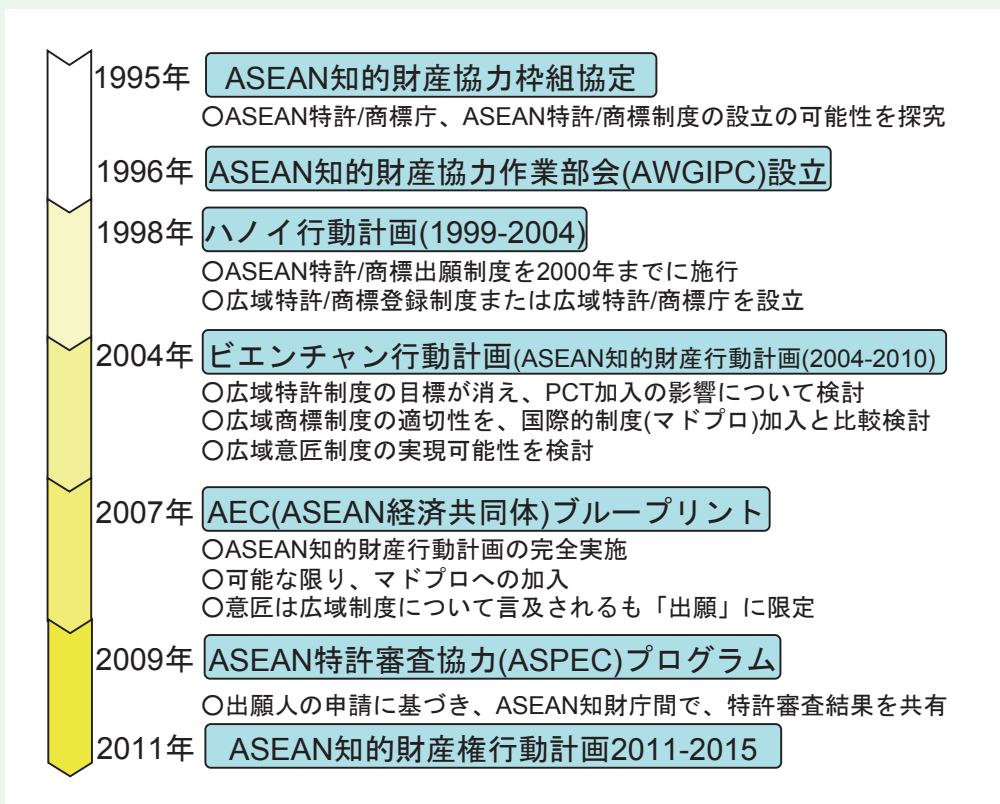 1995年 ASEAN知的財産協力枠組協定
〇ASEAN特許/商標庁、ASEAN特許/商標制度の設立の可能性を探究
1996年 ASEAN知的財産協力作業部会(AWGIPC)設立
1998年 ハノイ行動計画(1999-2004)
〇ASEAN特許/商標出願制度を2000年までに施行
〇広域特許/商標登録制度または広域特許/商標庁を設立
2004年 ビエンチャン行動計画(ASEAN知的財産行動計画(2004-2010)
〇広域特許制度の目標が消え、PCT加入の影響について検討
〇広域商標制度の適切性を、国際的制度(マドプロ)加入と比較検討
〇広域意匠制度の実現可能性を検討
2007年 AEC(ASEAN経済共同体)ブループリント
〇ASEAN知的財産行動計画の完全実施
〇可能な限り、マドプロへの加入
〇意匠は広域制度について言及されるも「出願」に限定
2009年 ASEAN特許審査協力(ASPEC)プログラム
〇出願人の申請に基づき、ASEAN知財庁間で、特許審査結果を共有
2011年 ASEAN知的財産権行動計画2011-2015